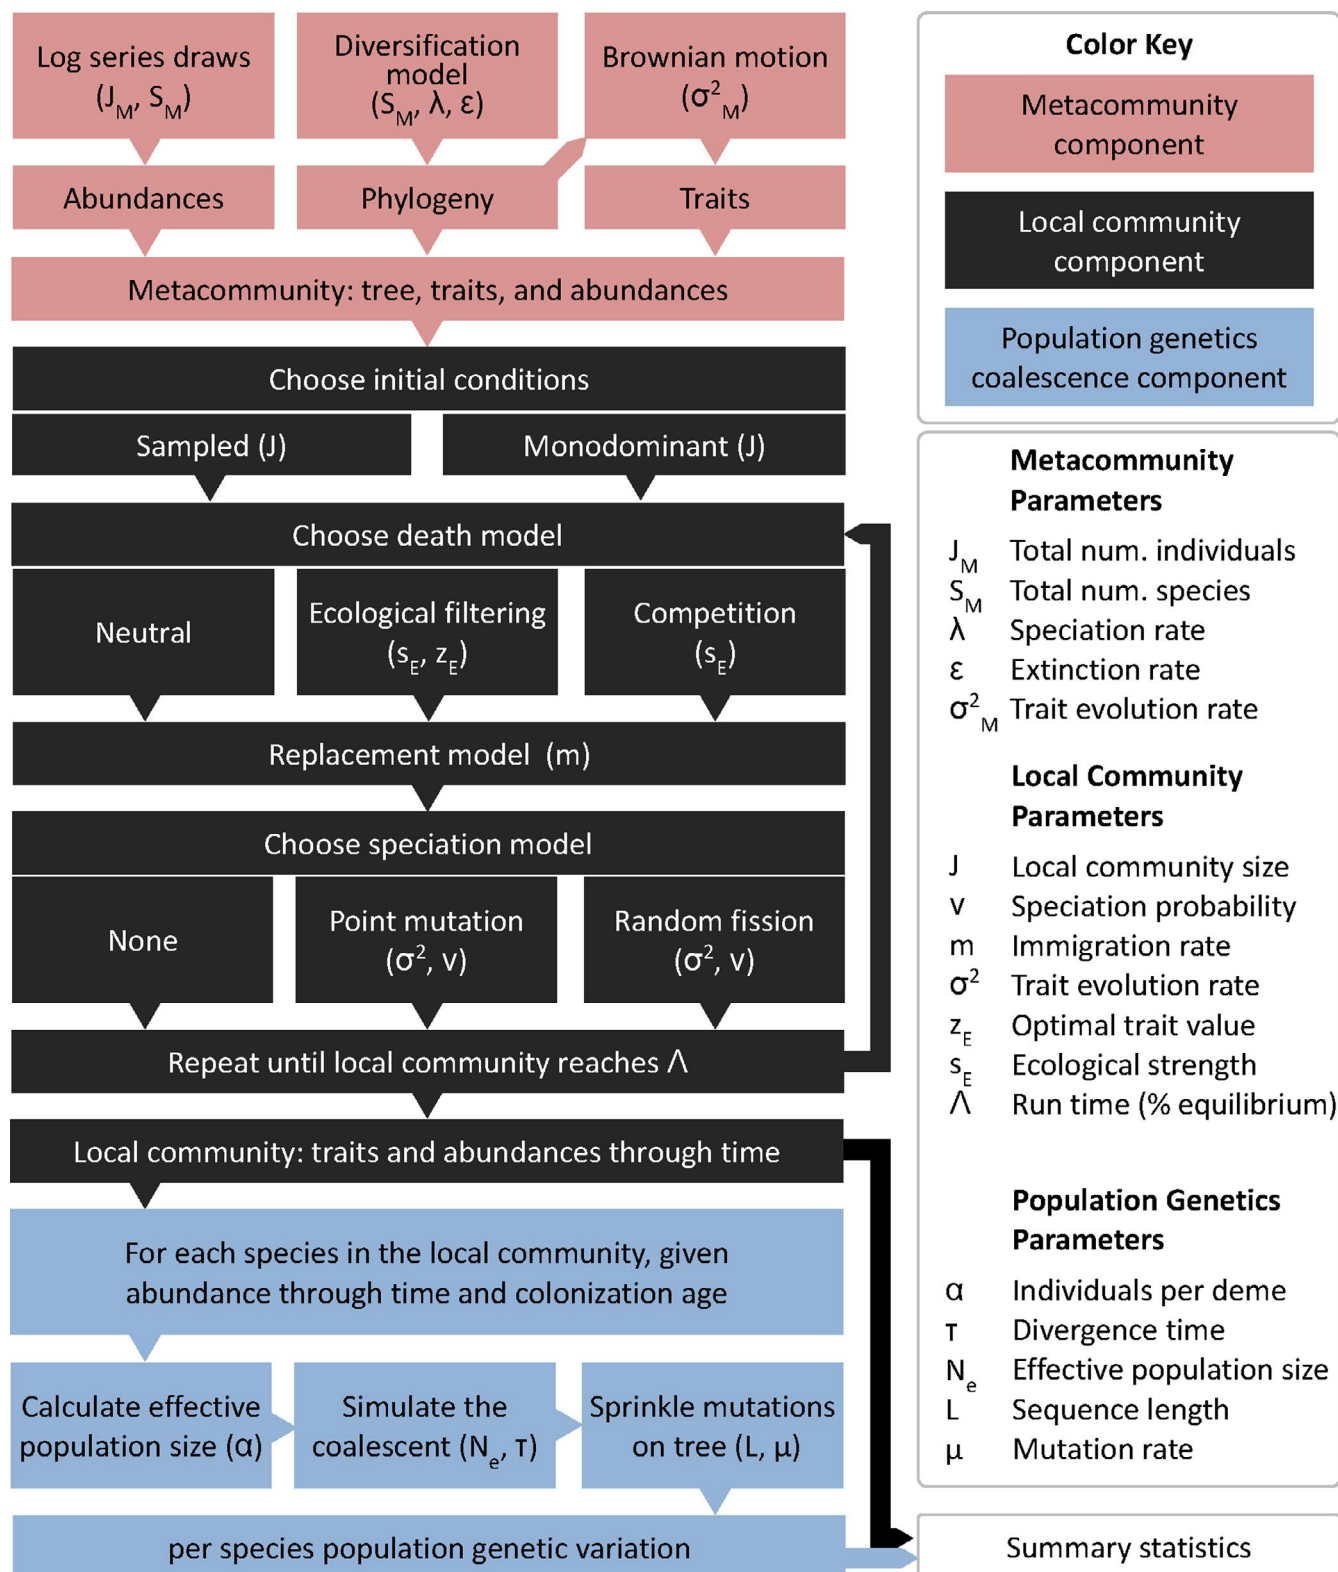 Log series draws
(J_M, S_M)
Diversification
model
(S_M, λ, ε)
Brownian motion
(σ²_M)
Abundances
Phylogeny
Traits
Metacommunity: tree, traits, and abundances
Choose initial conditions
Sampled (J)
Monodominant (J)
Choose death model
Neutral
Ecological filtering
(s_E, z_E)
Competition
(s_E)
Replacement model (m)
Choose speciation model
None
Point mutation
(σ², ν)
Random fission
(σ², ν)
Repeat until local community reaches Λ
Local community: traits and abundances through time
For each species in the local community, given
abundance through time and colonization age
Calculate effective
population size (α)
Simulate the
coalescent (N_e, τ)
Sprinkle mutations
on tree (L, μ)
per species population genetic variation
Color Key
Metacommunity
component
Local community
component
Population genetics
coalescence component
Metacommunity
Parameters
J_M Total num. individuals
S_M Total num. species
λ Speciation rate
ε Extinction rate
σ²_M Trait evolution rate
Local Community
Parameters
J Local community size
ν Speciation probability
m Immigration rate
σ² Trait evolution rate
z_E Optimal trait value
s_E Ecological strength
Λ Run time (% equilibrium)
Population Genetics
Parameters
α Individuals per deme
τ Divergence time
N_e Effective population size
L Sequence length
μ Mutation rate
Summary statistics